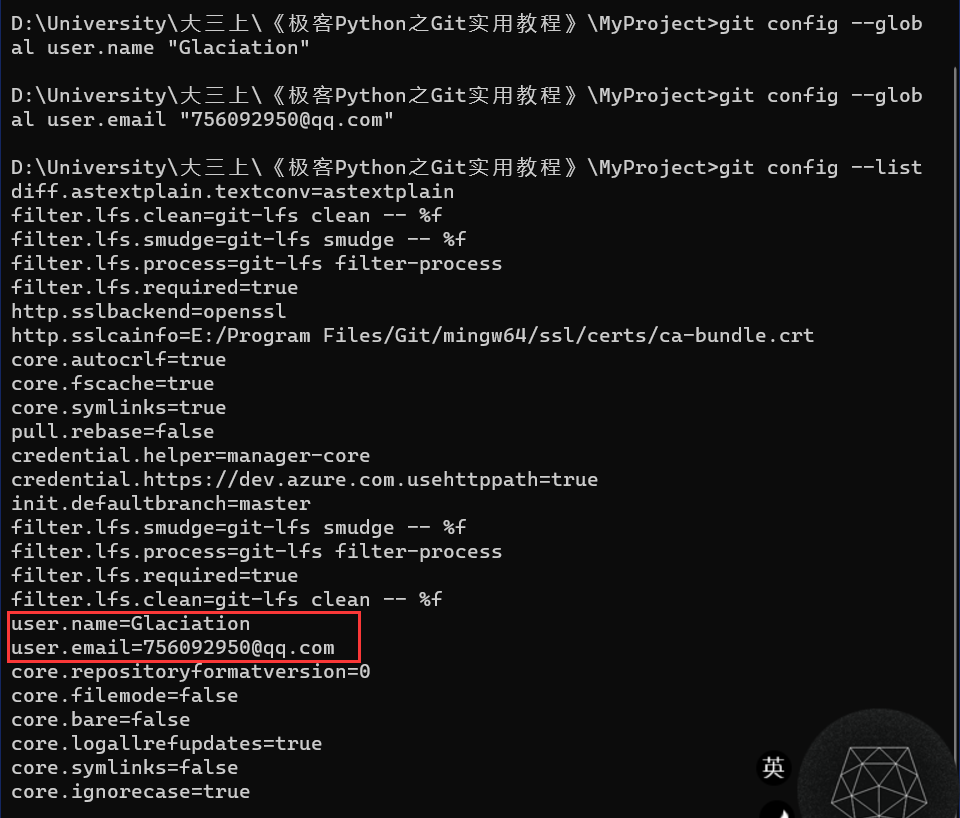 D:\University\大三上\《极客Python之Git实用教程》\MyProject>git config --glob
al user.name "Glaciation"
D:\University\大三上\《极客Python之Git实用教程》\MyProject>git config --glob
al user.email "756092950@qq.com"
D:\University\大三上\《极客Python之Git实用教程》\MyProject>git config --list
diff.astextplain.textconv=astextplain
filter.lfs.clean=git-lfs clean -- %f
filter.lfs.smudge=git-lfs smudge -- %f
filter.lfs.process=git-lfs filter-process
filter.lfs.required=true
http.sslbackend=openssl
http.sslcainfo=E:/Program Files/Git/mingw64/ssl/certs/ca-bundle.crt
core.autocrlf=true
core.fscache=true
core.symlinks=true
pull.rebase=false
credential.helper=manager-core
credential.https://dev.azure.com.usehttppath=true
init.defaultbranch=master
filter.lfs.smudge=git-lfs smudge -- %f
filter.lfs.process=git-lfs filter-process
filter.lfs.required=true
filter.lfs.clean=git-lfs clean -- %f
user.name=Glaciation
user.email=756092950@qq.com
core.repositoryformatversion=0
core.filemode=false
core.bare=false
core.logallrefupdates=true
core.symlinks=false
core.ignorecase=true
英